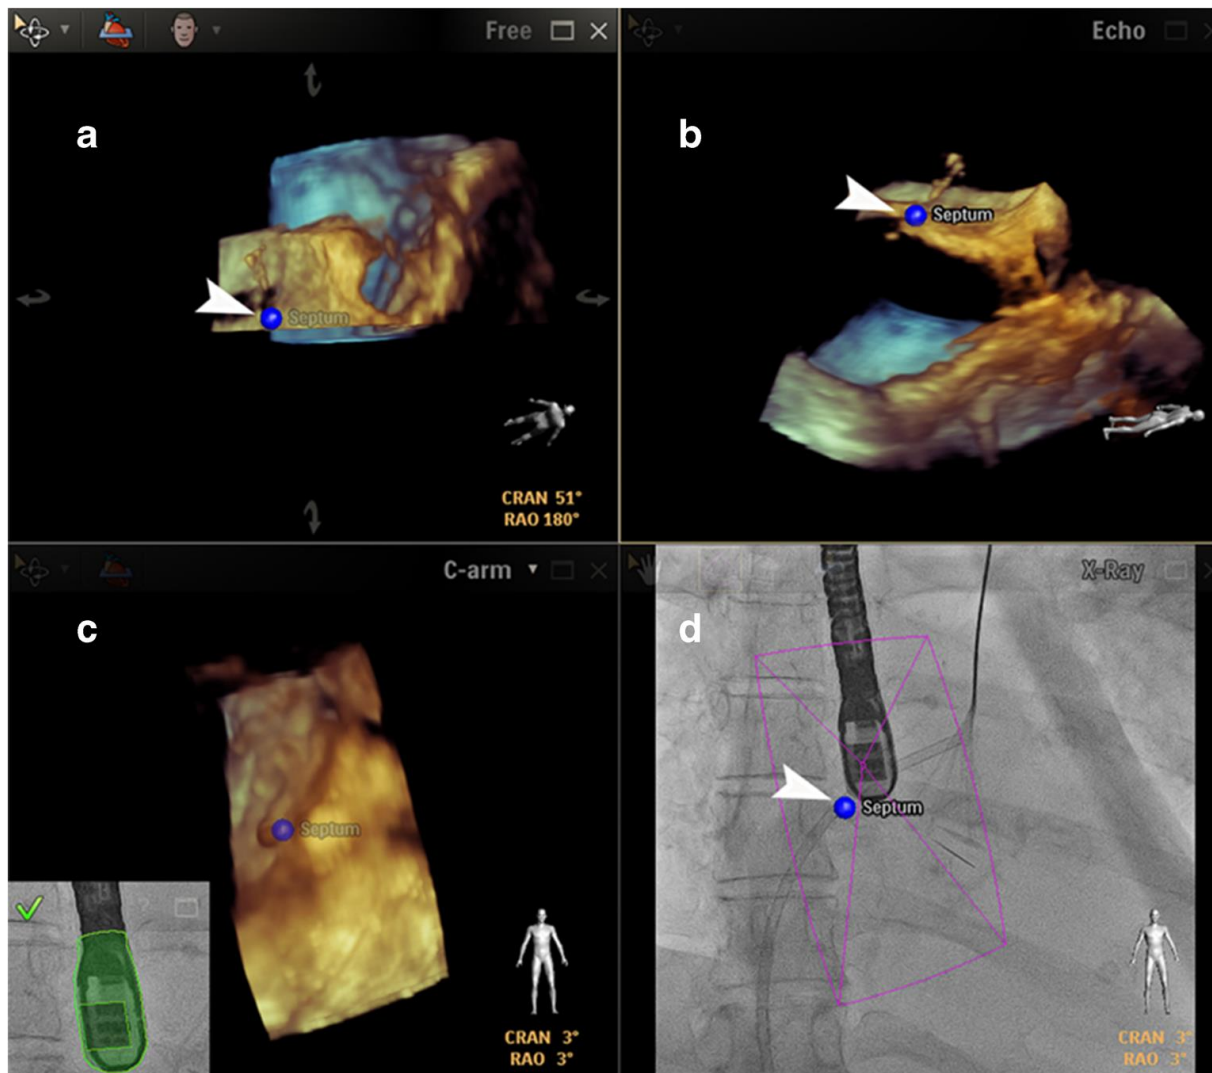 Free
Echo
a
b
Septum
Septum
CRAN 51°
RAO 180°
C-arm
X-Ray
c
d
Septum
Septum
CRAN 3°
RAO 3°
CRAN 3°
RAO 3°